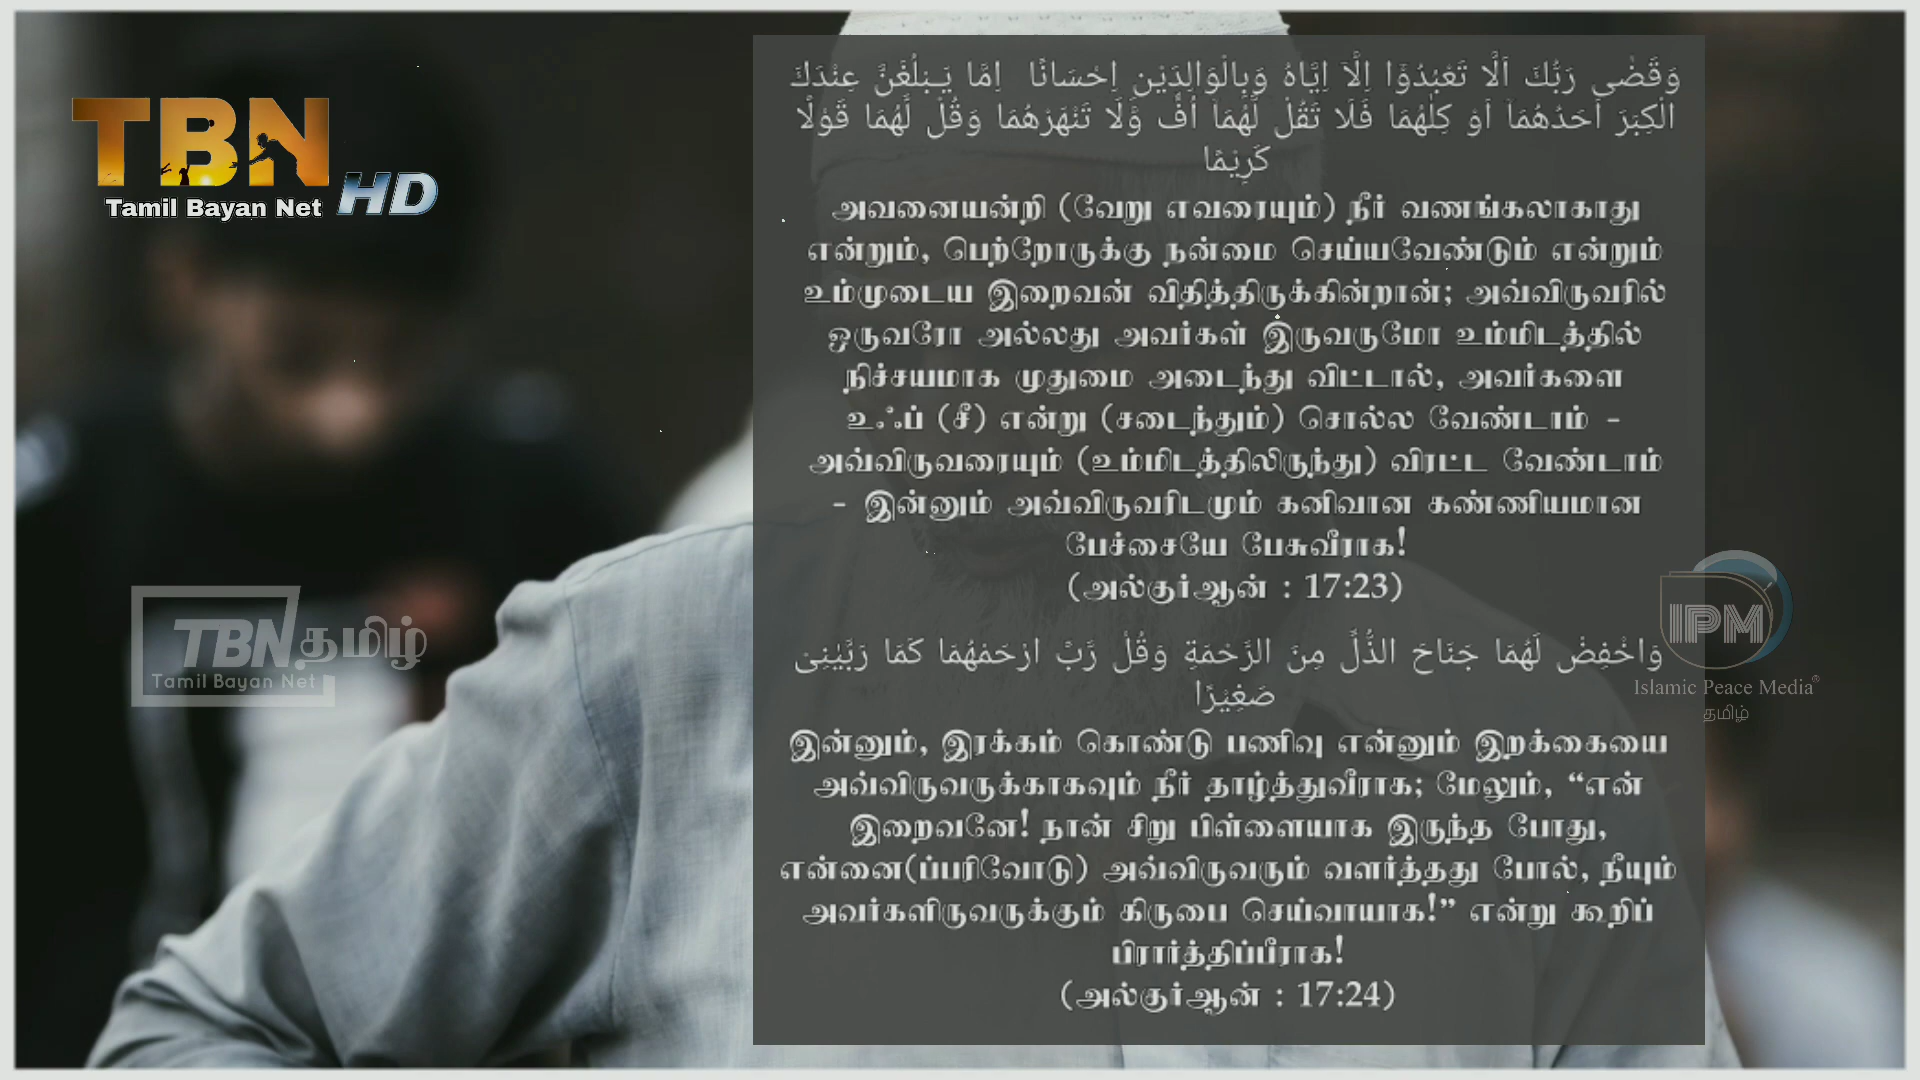 TBN HD
Tamil Bayan Net
وَقَضٰى رَبُّكَ اَلَّا تَعْبُدُوْۤا اِلَّاۤ اِيَّاهُ وَبِالْوَالِدَيْنِ اِحْسَانًا‌  اِمَّا يَـبْلُغَنَّ عِنْدَكَ
الْكِبَرَ اَحَدُهُمَاۤ اَوْ كِلٰهُمَا فَلَا تَقُلْ لَّهُمَاۤ اُفٍّ وَّلَا تَنْهَرْهُمَا وَقُلْ لَّهُمَا قَوْلًا
كَرِيْمًا
அவனையன்றி (வேறு எவரையும்) நீர் வணங்கலாகாது
என்றும், பெற்றோருக்கு நன்மை செய்யவேண்டும் என்றும்
உம்முடைய இறைவன் விதித்திருக்கின்றான்; அவ்விருவரில்
ஒருவரோ அல்லது அவர்கள் இருவருமோ உம்மிடத்தில்
நிச்சயமாக முதுமை அடைந்து விட்டால், அவர்களை
உஃப் (சீ) என்று (சடைந்தும்) சொல்ல வேண்டாம் -
அவ்விருவரையும் (உம்மிடத்திலிருந்து) விரட்ட வேண்டாம்
- இன்னும் அவ்விருவரிடமும் கனிவான கண்ணியமான
பேச்சையே பேசுவீராக!
(அல்குர்ஆன் : 17:23)
وَاخْفِضْ لَهُمَا جَنَاحَ الذُّلِّ مِنَ الرَّحْمَةِ وَقُلْ رَّبِّ ارْحَمْهُمَا كَمَا رَبَّيٰنِىْ
صَغِيْرًا
இன்னும், இரக்கம் கொண்டு பணிவு என்னும் இறக்கையை
அவ்விருவருக்காகவும் நீர் தாழ்த்துவீராக; மேலும், “என்
இறைவனே! நான் சிறு பிள்ளையாக இருந்த போது,
என்னை(ப்பரிவோடு) அவ்விருவரும் வளர்த்தது போல், நீயும்
அவர்களிருவருக்கும் கிருபை செய்வாயாக!” என்று கூறிப்
பிரார்த்திப்பீராக!
(அல்குர்ஆன் : 17:24)
TBN தமிழ்
Tamil Bayan Net
IPM
Islamic Peace Media®
தமிழ்